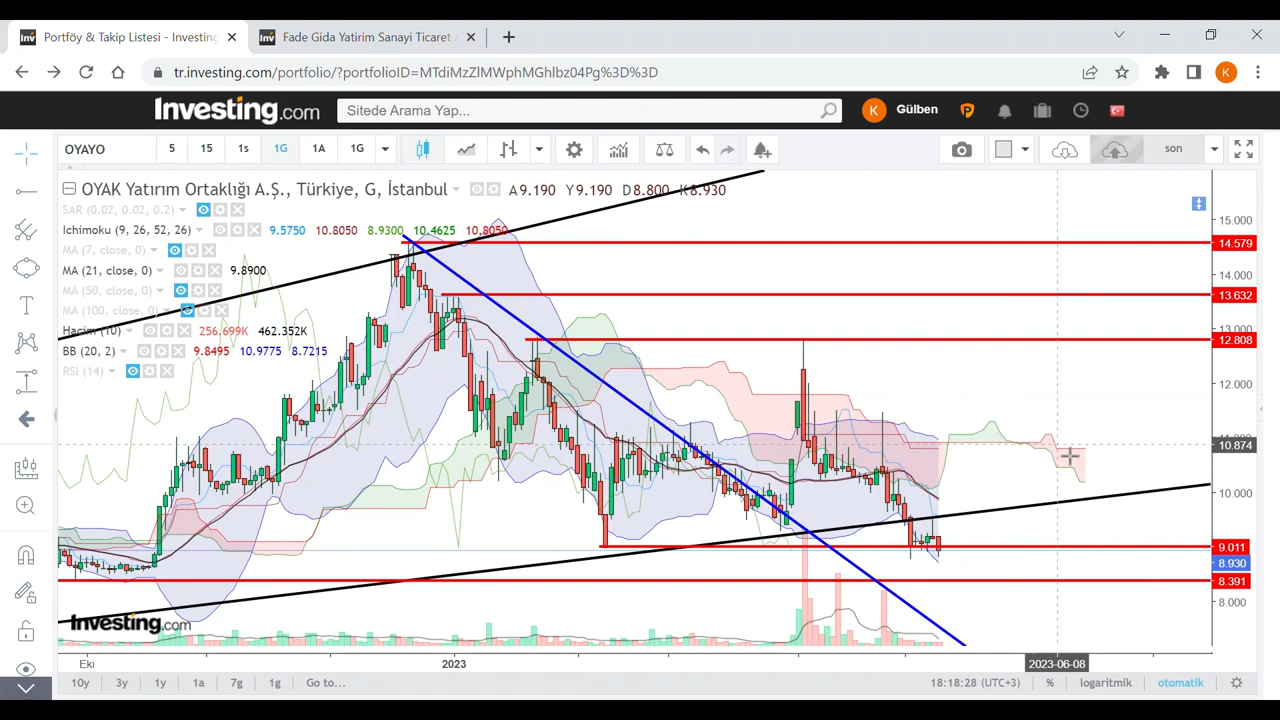 Portföy & Takip Listesi - Investing
Fade Gida Yatirim Sanayi Ticaret A
tr.investing.com/portfolio/?portfolioID=MTdiMzZlMWphMGhlbz04Pg%3D%3D
K
Investing.com
Sitede Arama Yap...
K
Gülben
OYAYO
5
15
1s
1G
1A
1G
son
OYAK Yatırım Ortaklığı A.Ş., Türkiye, G, İstanbul
A9.190 Y9.190 D8.800 K8.930
SAR (0.02, 0.02, 0.2)
Ichimoku (9, 26, 52, 26) 9.5750 10.8050 8.9300 10.4625 10.8050
MA (7, close, 0)
MA (21, close, 0) 9.8900
MA (50, close, 0)
MA (100, close, 0)
Hacim (10) 256.699K 462.352K
BB (20, 2) 9.8495 10.9775 8.7215
RSI (14)
15.000
14.579
14.000
13.632
13.000
12.808
12.000
10.874
10.000
9.011
8.930
8.391
8.000
Investing.com
Eki
2023
2023-06-08
10y
3y
1y
1a
7g
1g
Go to...
18:18:28 (UTC+3)
%
logaritmik
otomatik